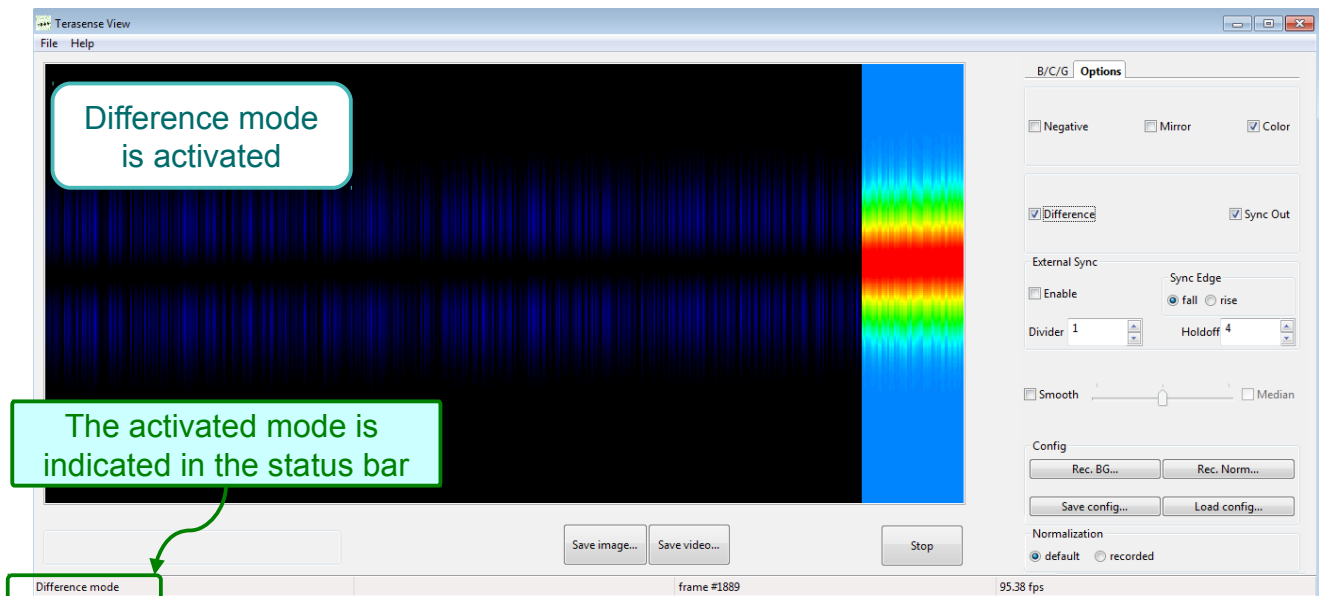 Terasense View
File Help
Difference mode
is activated
The activated mode is
indicated in the status bar
B/C/G Options
Negative Mirror Color
Difference Sync Out
External Sync
Enable
Sync Edge
fall rise
Divider 1 Holdoff 4
Smooth Median
Config
Rec. BG... Rec. Norm...
Save config... Load config...
Normalization
default recorded
Save image... Save video... Stop
Difference mode frame #1889 95.38 fps